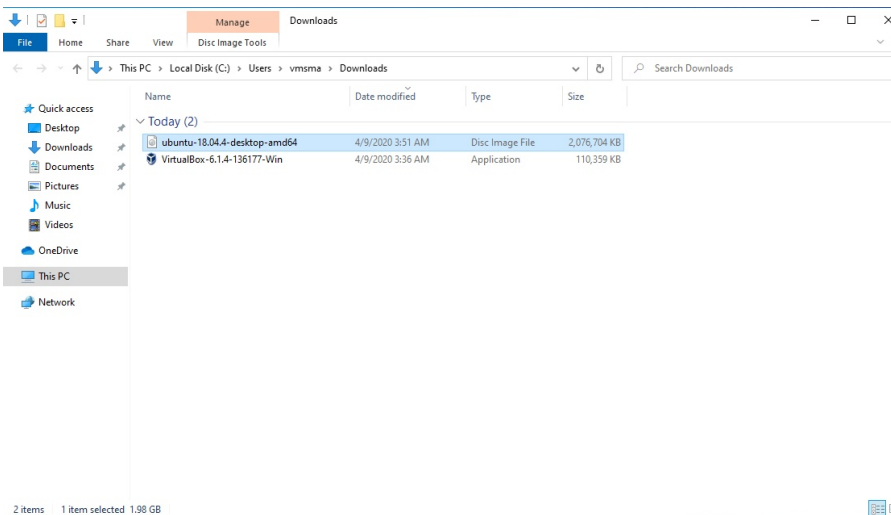 Manage Downloads
File Home Share View Disc Image Tools
This PC > Local Disk (C:) > Users > vmsma > Downloads Search Downloads
Name Date modified Type Size
Quick access
Desktop
Downloads
Documents
Pictures
Music
Videos
OneDrive
This PC
Network
Today (2)
ubuntu-18.04.4-desktop-amd64 4/9/2020 3:51 AM Disc Image File 2,076,704 KB
VirtualBox-6.1.4-136177-Win 4/9/2020 3:36 AM Application 110,359 KB
2 items 1 item selected 1.98 GB